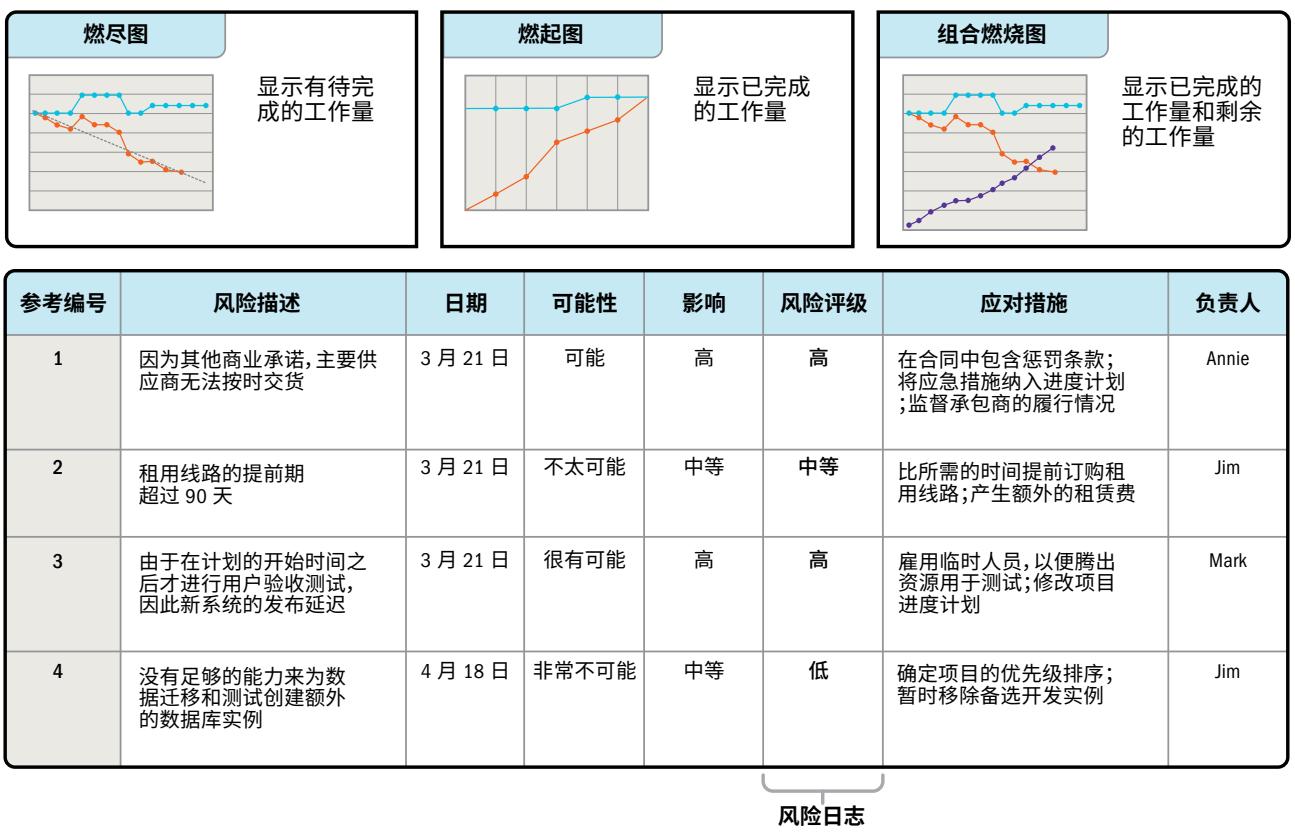 燃尽图
显示有待完
成的工作量
燃起图
显示已完成
的工作量
组合燃烧图
显示已完成的
工作量和剩余
的工作量
参考编号 风险描述 日期 可能性 影响 风险评级 应对措施 负责人
1
因为其他商业承诺，主要供
应商无法按时交货
3 月 21 日
可能
高
高
在合同中包含惩罚条款；
将应急措施纳入进度计划
；监督承包商的履行情况
Annie
2
租用线路的提前期
超过 90 天
3 月 21 日
不太可能
中等
中等
比所需的时间提前订购租
用线路；产生额外的租赁费
Jim
3
由于在计划的开始时间之
后才进行用户验收测试，
因此新系统的发布延迟
3 月 21 日
很有可能
高
高
雇用临时人员，以便腾出
资源用于测试；修改项目
进度计划
Mark
4
没有足够的能力来为数
据迁移和测试创建额外
的数据库实例
4 月 18 日
非常不可能
中等
低
确定项目的优先级排序；
暂时移除备选开发实例
Jim
风险日志